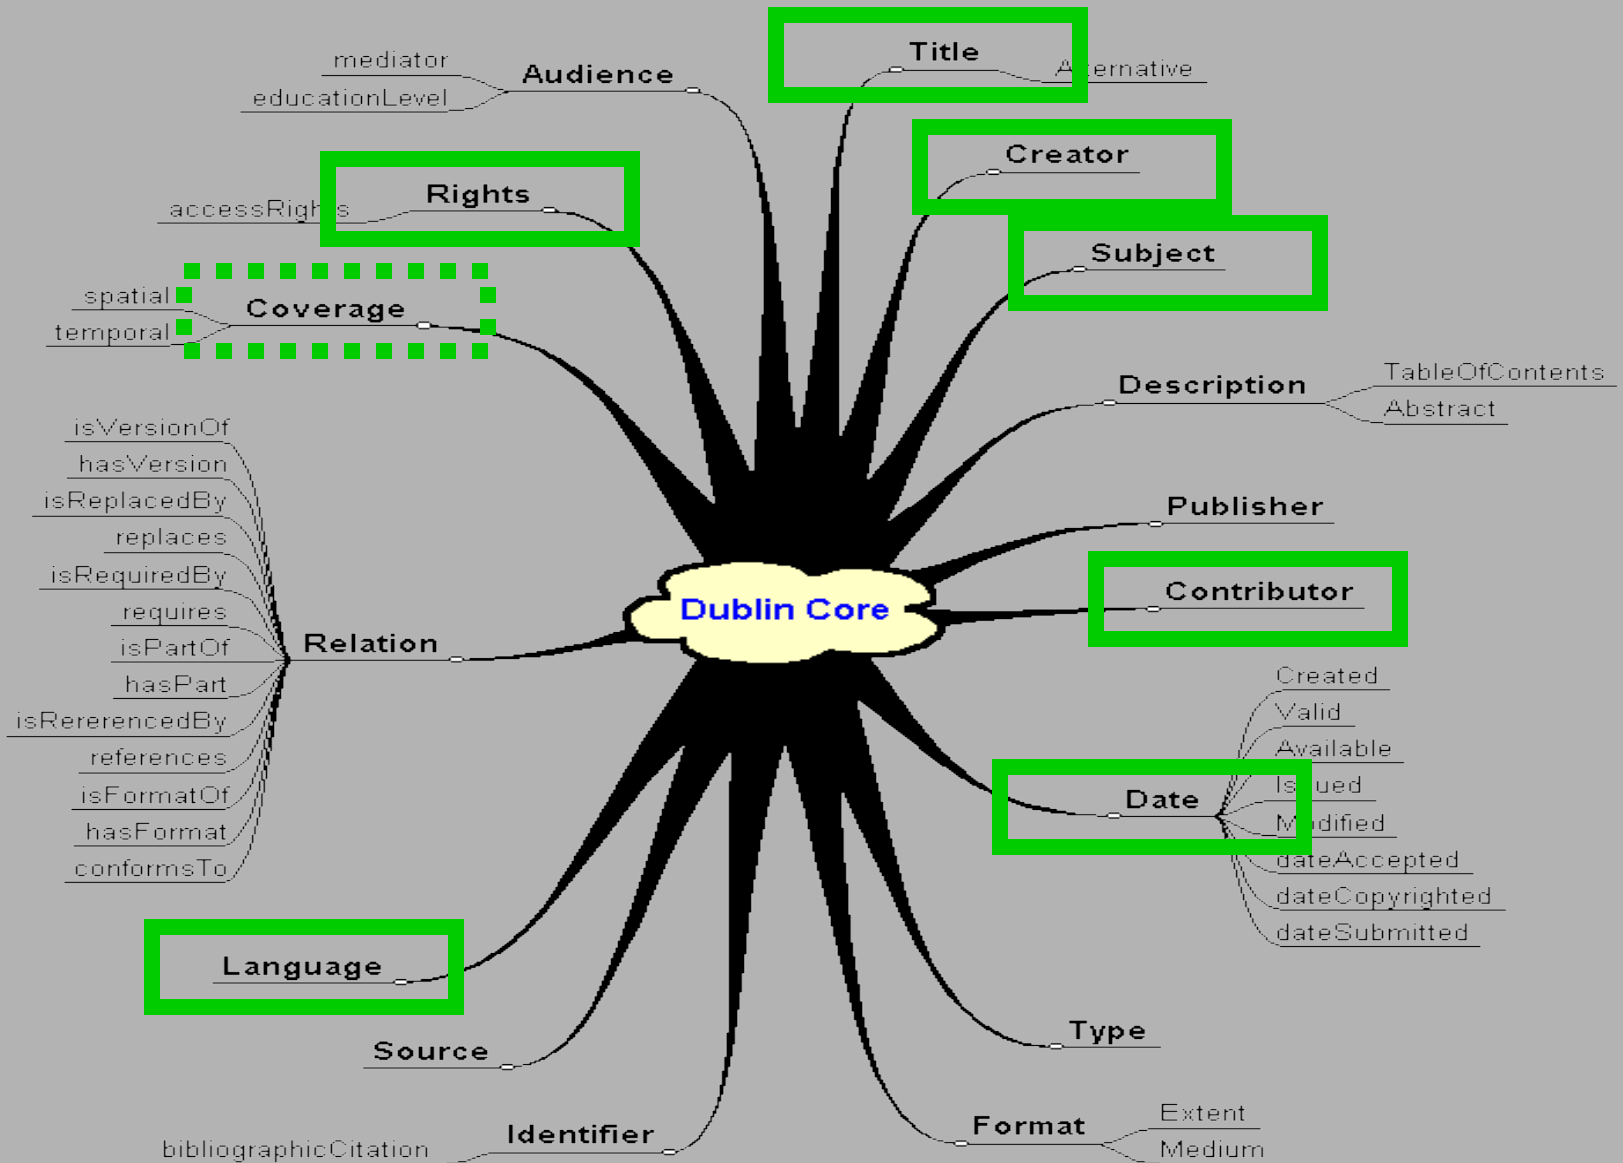 Title
Alternative
mediator
Audience
educationLevel
Creator
Rights
accessRights
Subject
spatial
Coverage
temporal
Description
TableOfContents
Abstract
isVersionOf
hasVersion
isReplacedBy
replaces
isRequiredBy
requires
isPartOf
hasPart
isRererencedBy
references
isFormatOf
hasFormat
conformsTo
Relation
Publisher
Dublin Core
Contributor
Created
Valid
Available
Issued
Modified
dateAccepted
dateCopyrighted
dateSubmitted
Date
Language
Source
Type
Identifier
bibliographicCitation
Format
Extent
Medium